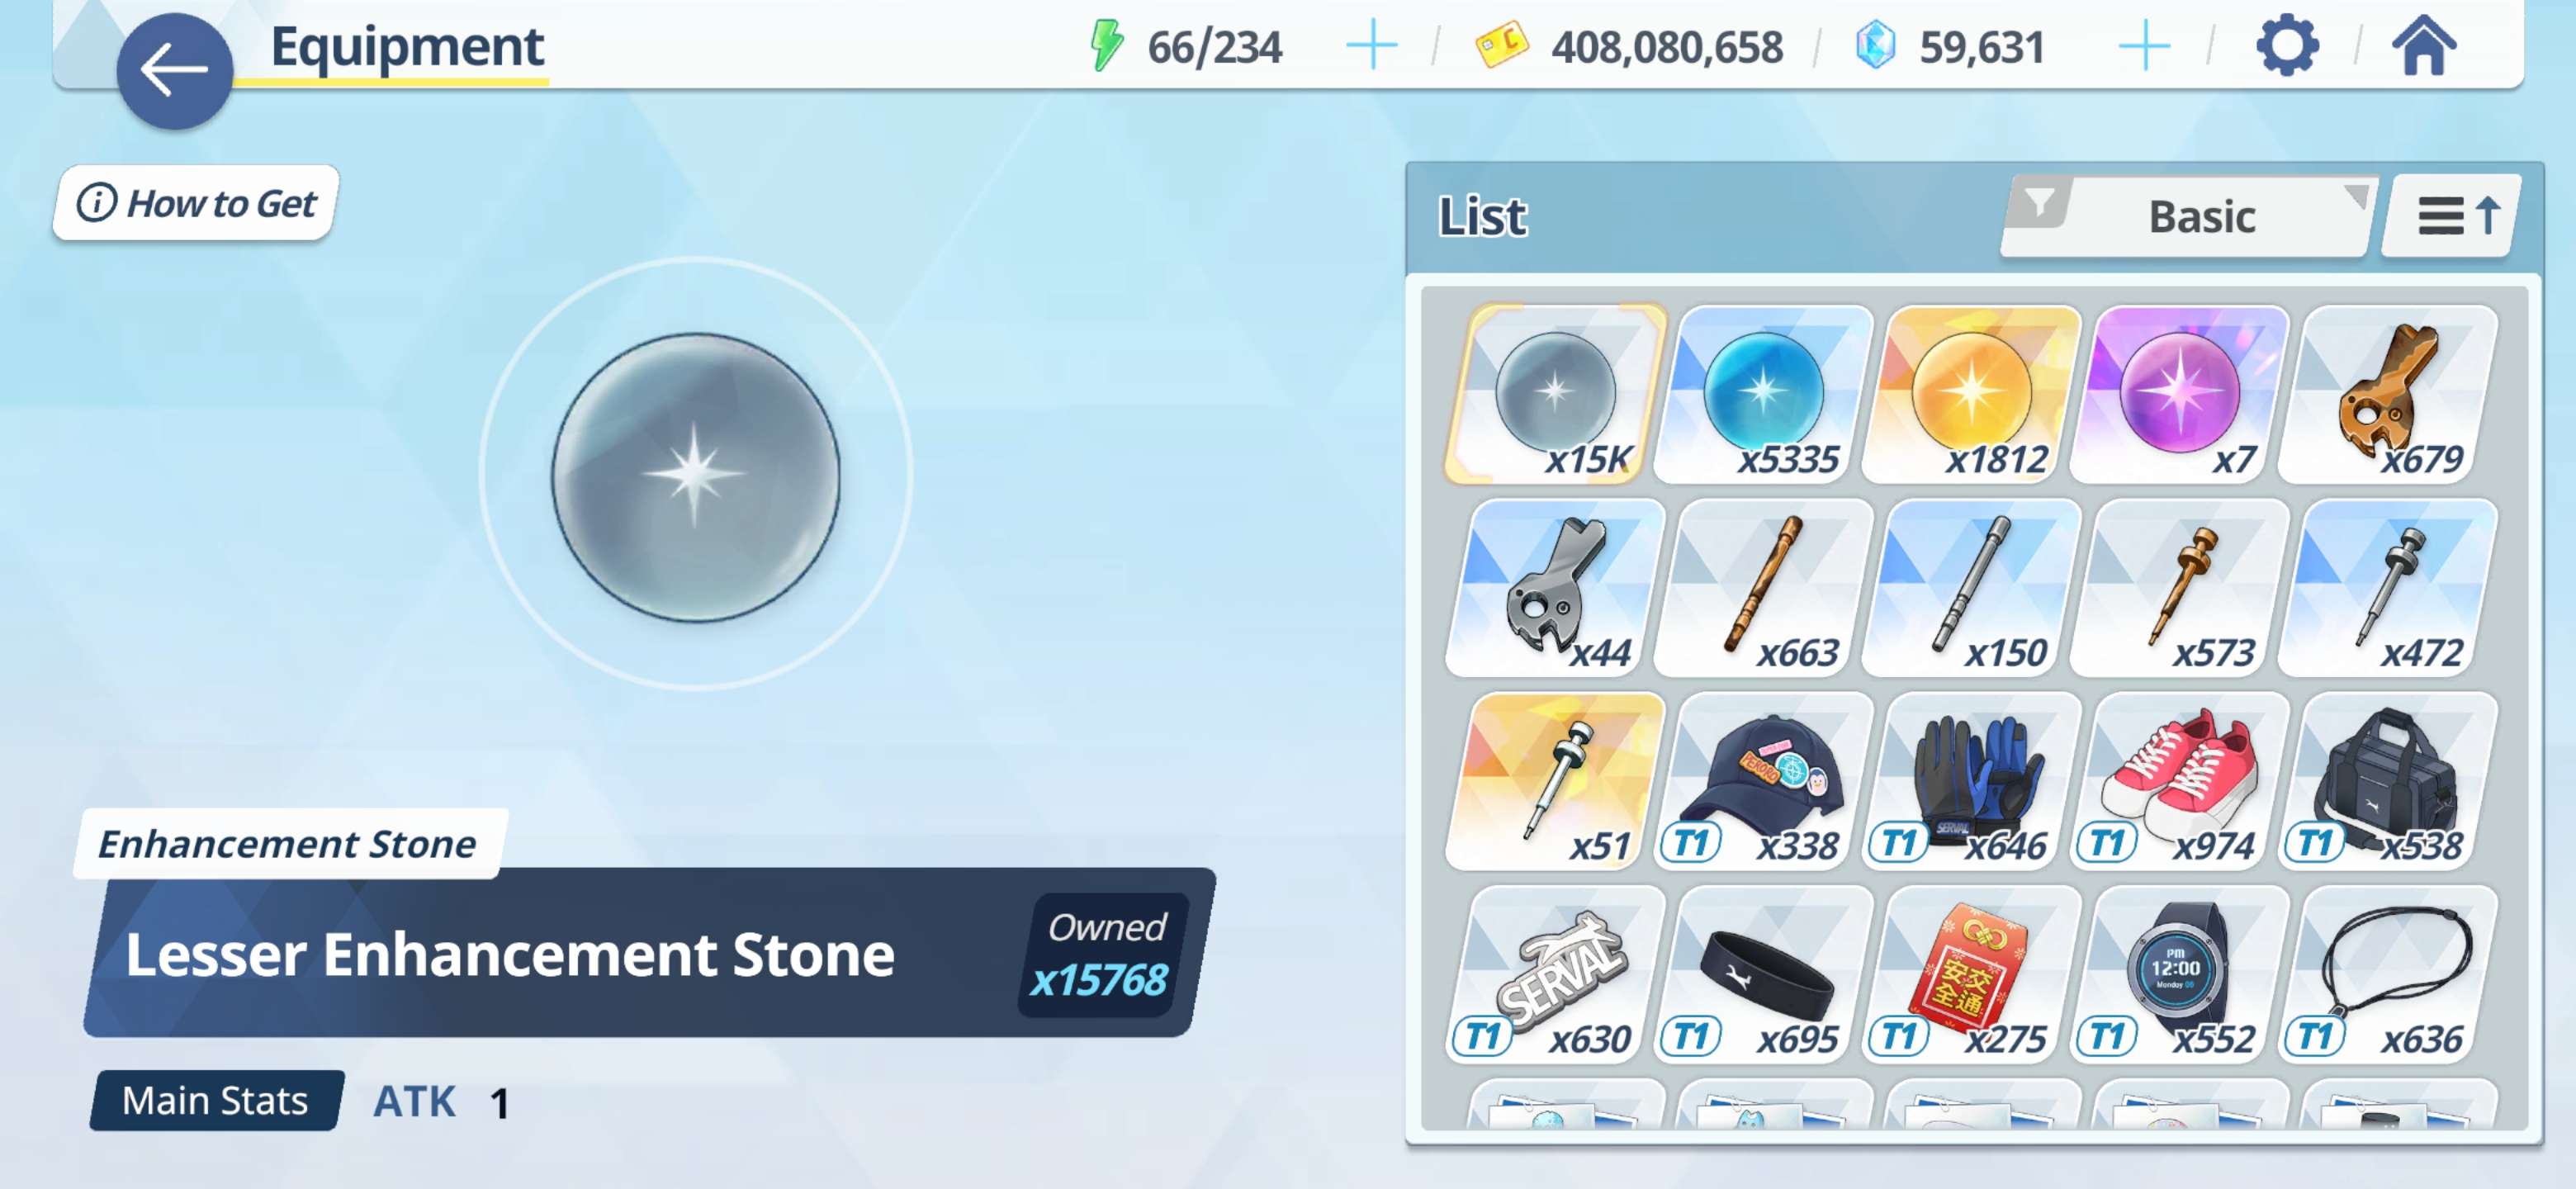 Equipment
66/234
408,080,658
59,631
How to Get
List
Basic
x15K
x5335
x1812
x7
x679
x44
x663
x150
x573
x472
x51
PERORO
T1 x338
SERVAL
T1 x646
T1 x974
T1 x538
SERVAL
T1 x630
T1 x695
安交
全通
T1 x275
PM
12:00
Monday
T1 x552
T1 x636
Enhancement Stone
Lesser Enhancement Stone
Owned
x15768
Main Stats ATK 1